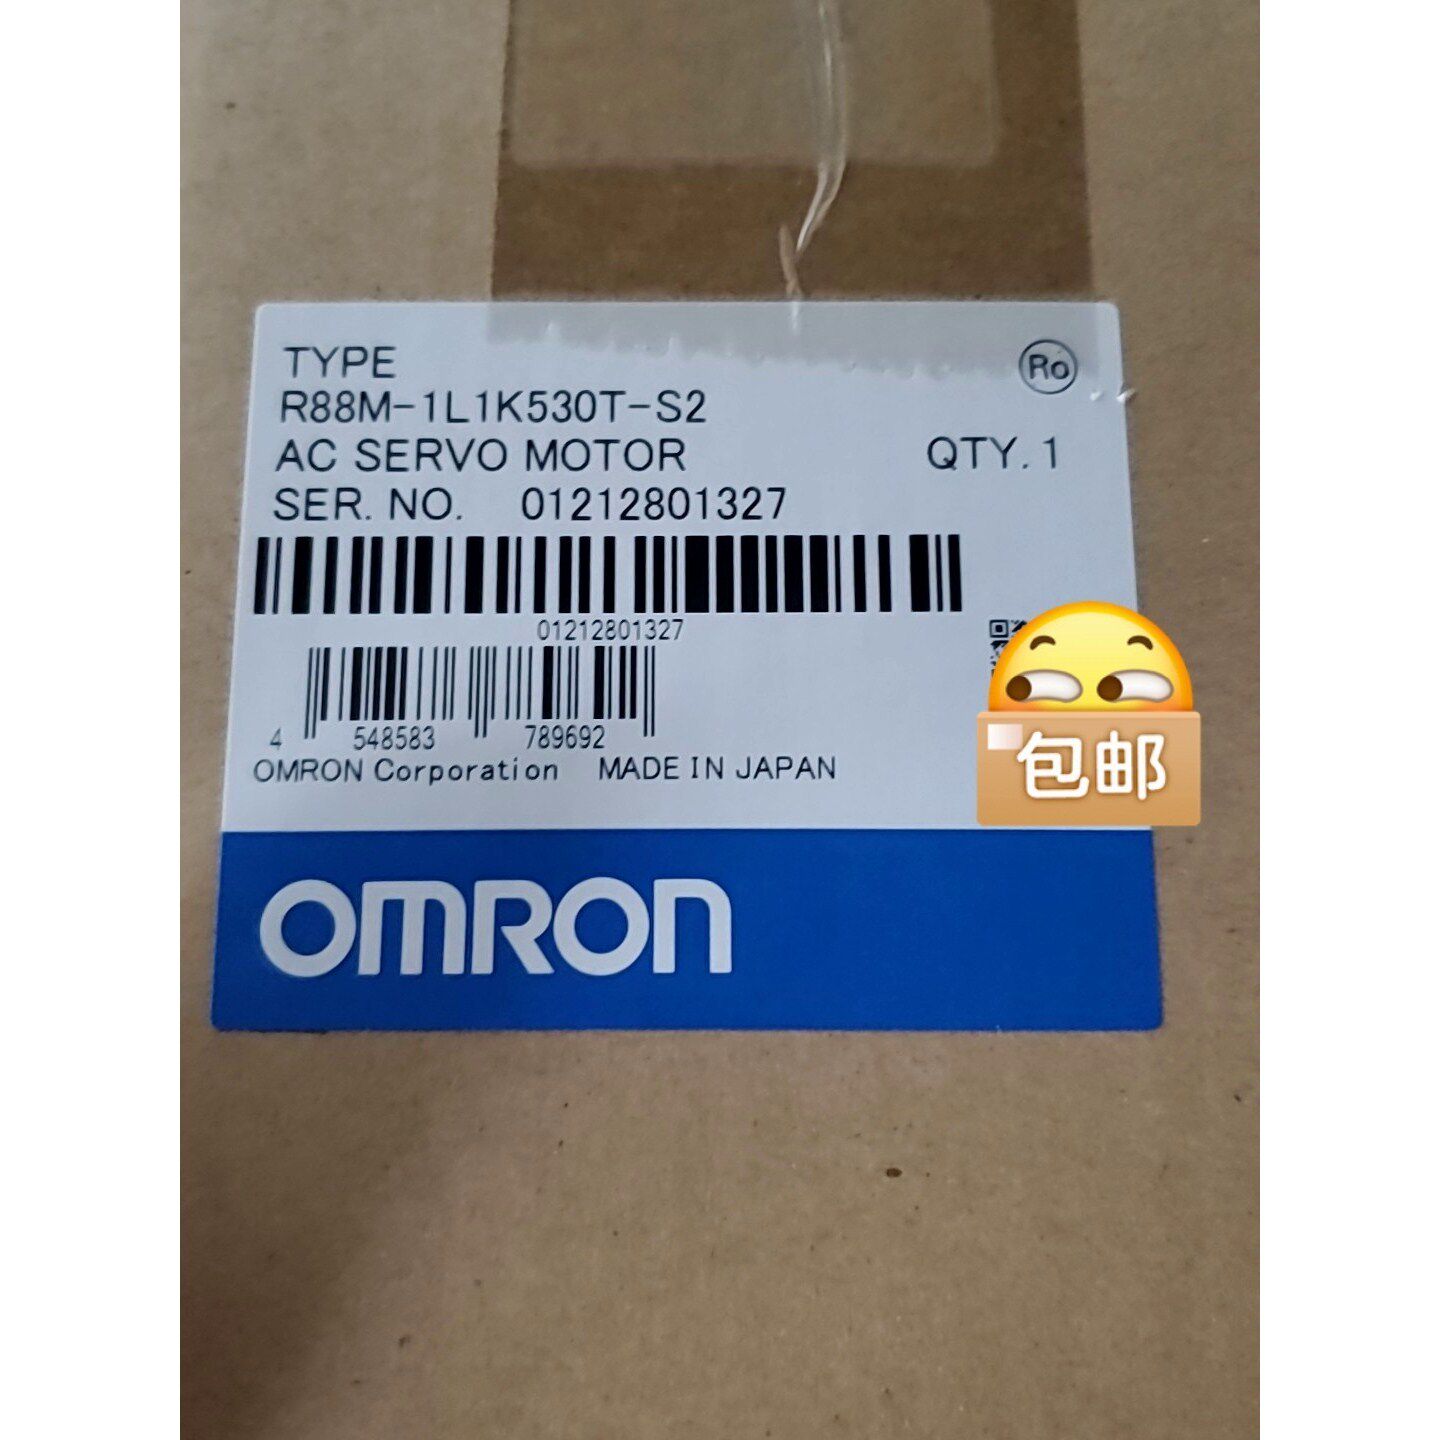 TYPE
Ro
R88M-1L1K530T-S2
AC SERVO MOTOR QTY. 1
SER. NO. 01212801327
01212801327
4 548583 789692
OMRON Corporation MADE IN JAPAN
包邮
OMRON